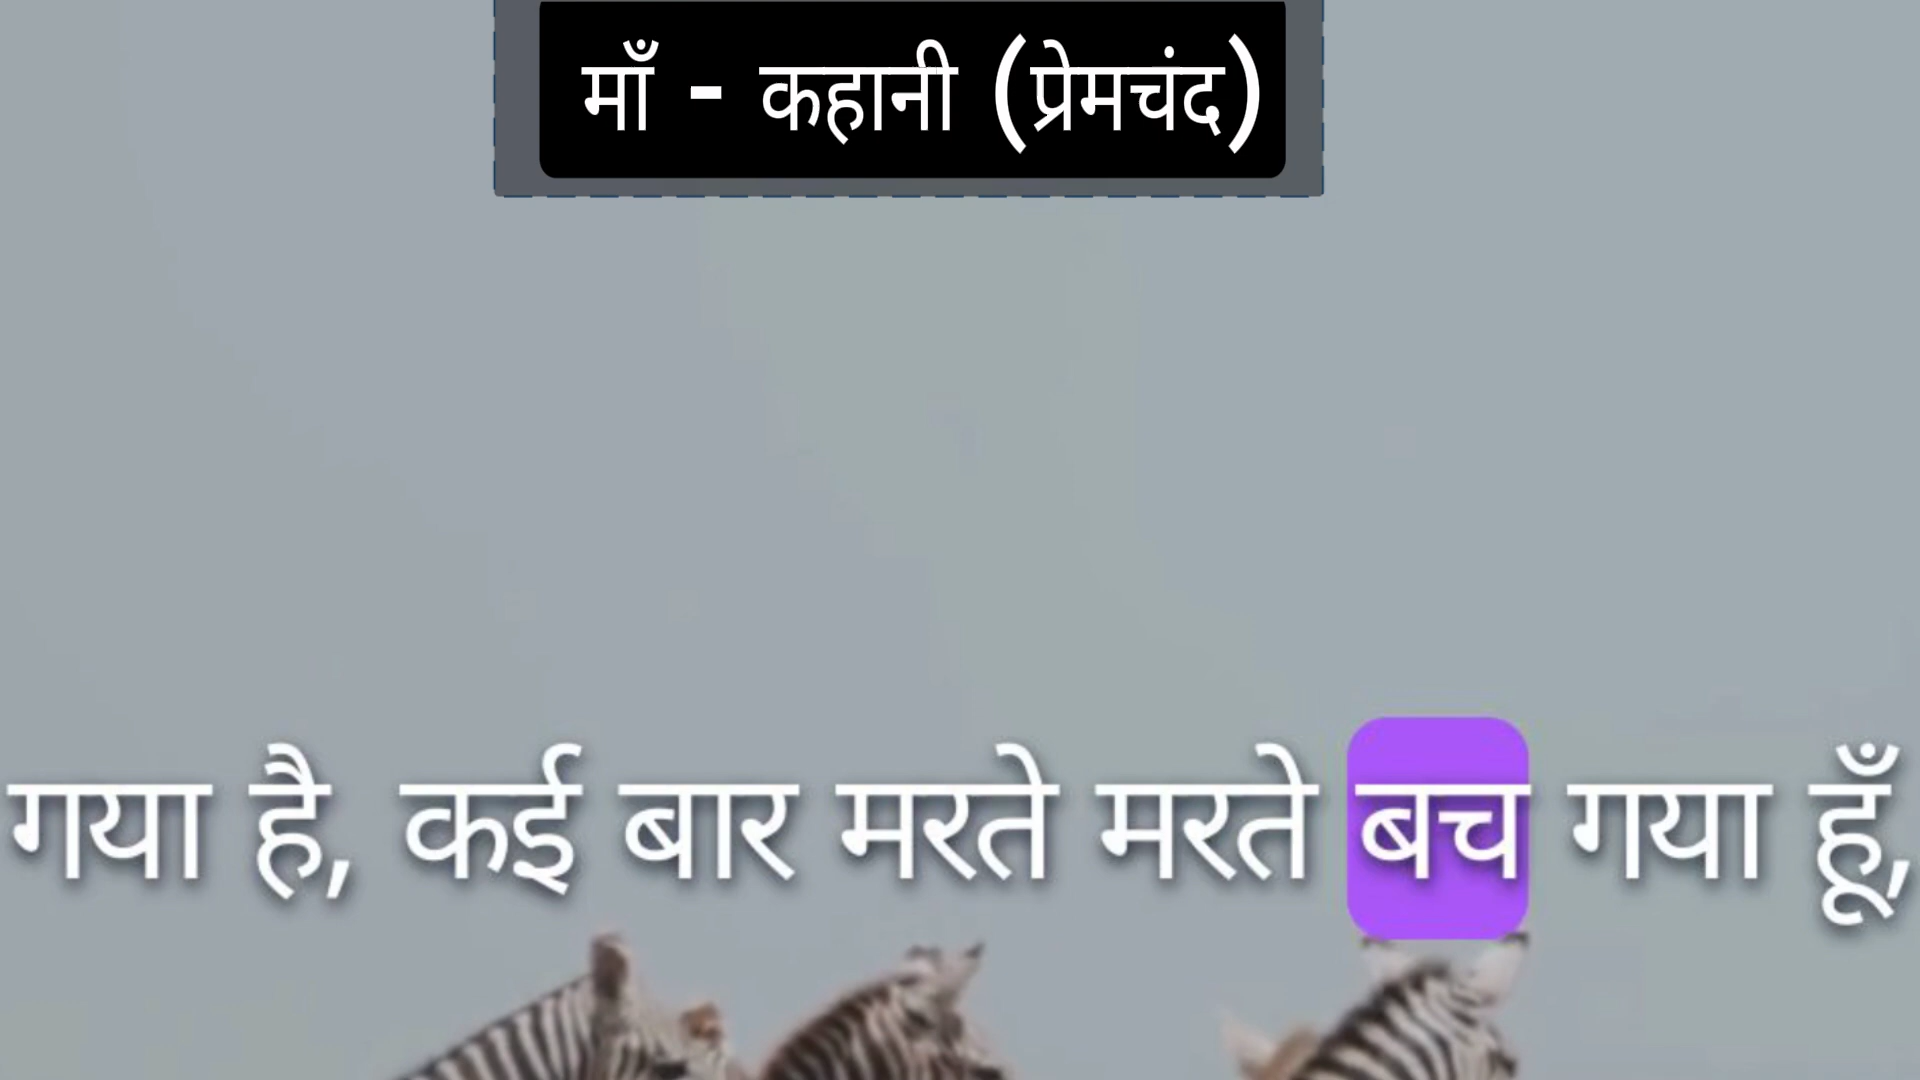 माँ - कहानी (प्रेमचंद)
गया है, कई बार मरते मरते बच गया हूँ,